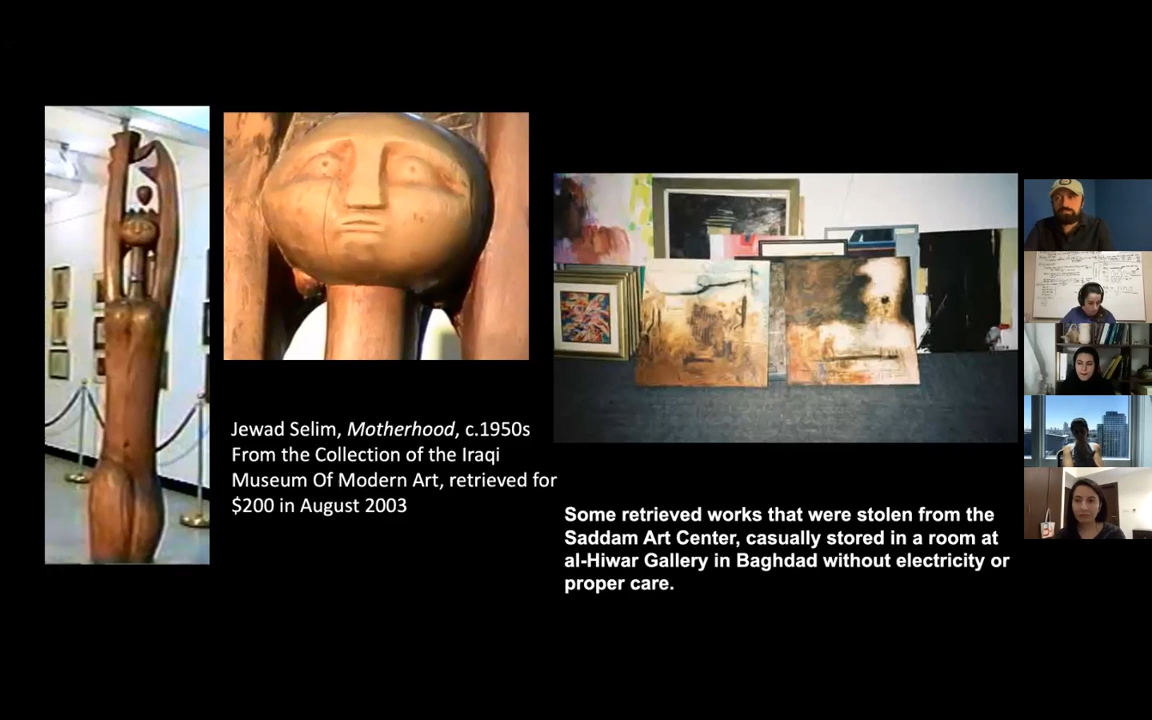 Jewad Selim, Motherhood, c.1950s
From the Collection of the Iraqi
Museum Of Modern Art, retrieved for
$200 in August 2003
Some retrieved works that were stolen from the
Saddam Art Center, casually stored in a room at
al-Hiwar Gallery in Baghdad without electricity or
proper care.